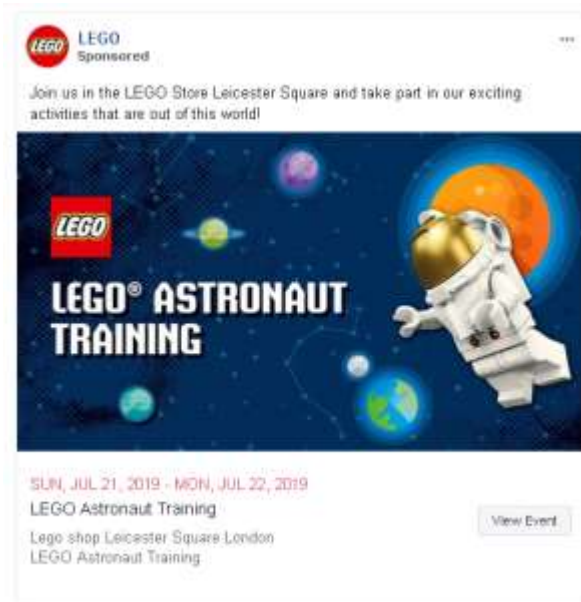 LEGO
LEGO
Sponsored
Join us in the LEGO Store Leicester Square and take part in our exciting
activities that are out of this world!
LEGO
LEGO® ASTRONAUT
TRAINING
SUN, JUL 21, 2019 - MON, JUL 22, 2019
LEGO Astronaut Training
View Event
Lego shop Leicester Square London
LEGO Astronaut Training